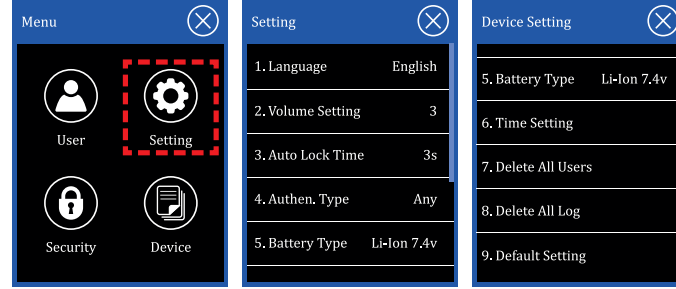 Menu
User
Setting
Security
Device
Setting
1. Language English
2. Volume Setting 3
3. Auto Lock Time 3s
4. Authen. Type Any
5. Battery Type Li-Ion 7.4v
Device Setting
5. Battery Type Li-Ion 7.4v
6. Time Setting
7. Delete All Users
8. Delete All Log
9. Default Setting